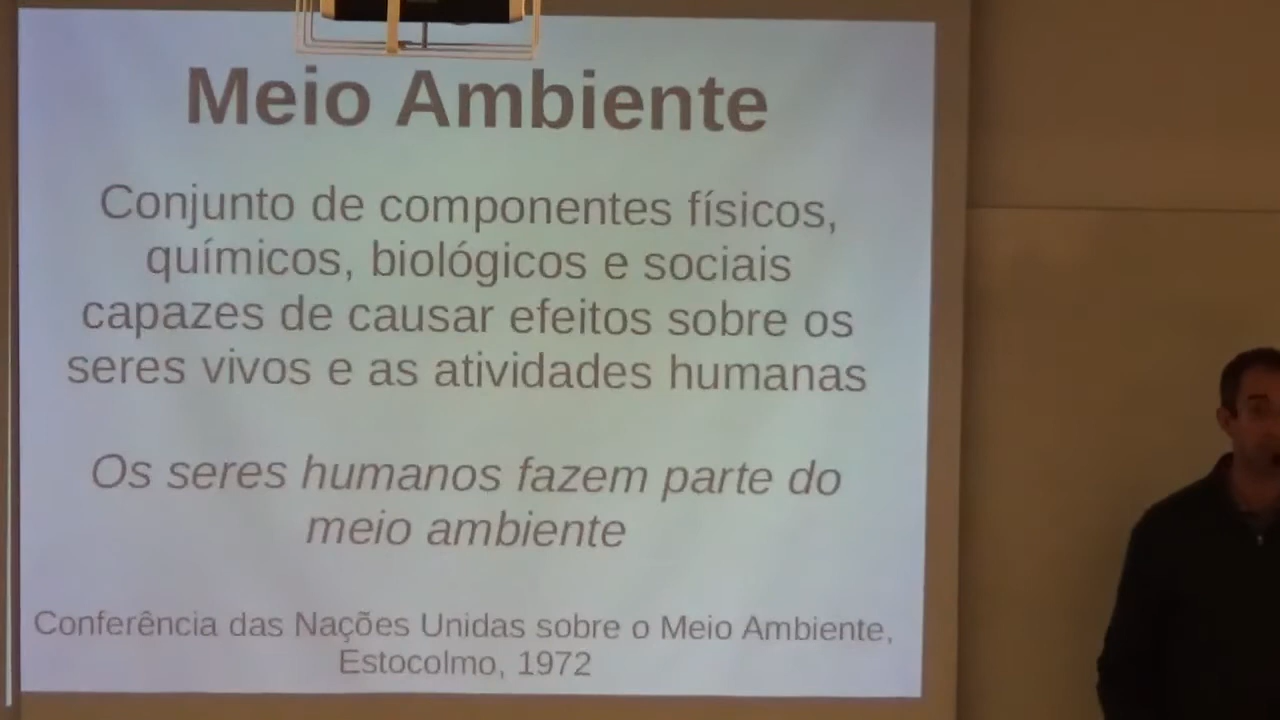 Meio Ambiente
Conjunto de componentes físicos,
químicos, biológicos e sociais
capazes de causar efeitos sobre os
seres vivos e as atividades humanas
Os seres humanos fazem parte do
meio ambiente
Conferência das Nações Unidas sobre o Meio Ambiente,
Estocolmo, 1972